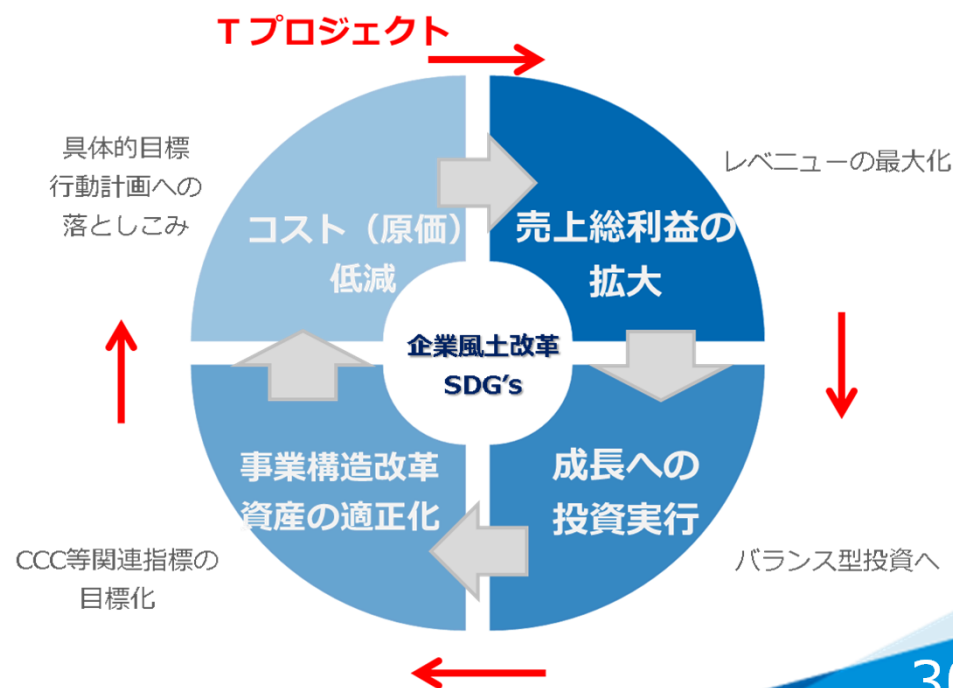 T プロジェクト
具体的目標
行動計画への
落としこみ
コスト（原価）
低減
売上総利益の
拡大
レベニューの最大化
企業風土改革
SDG’s
事業構造改革
資産の適正化
成長への
投資実行
CCC等関連指標の
目標化
バランス型投資へ